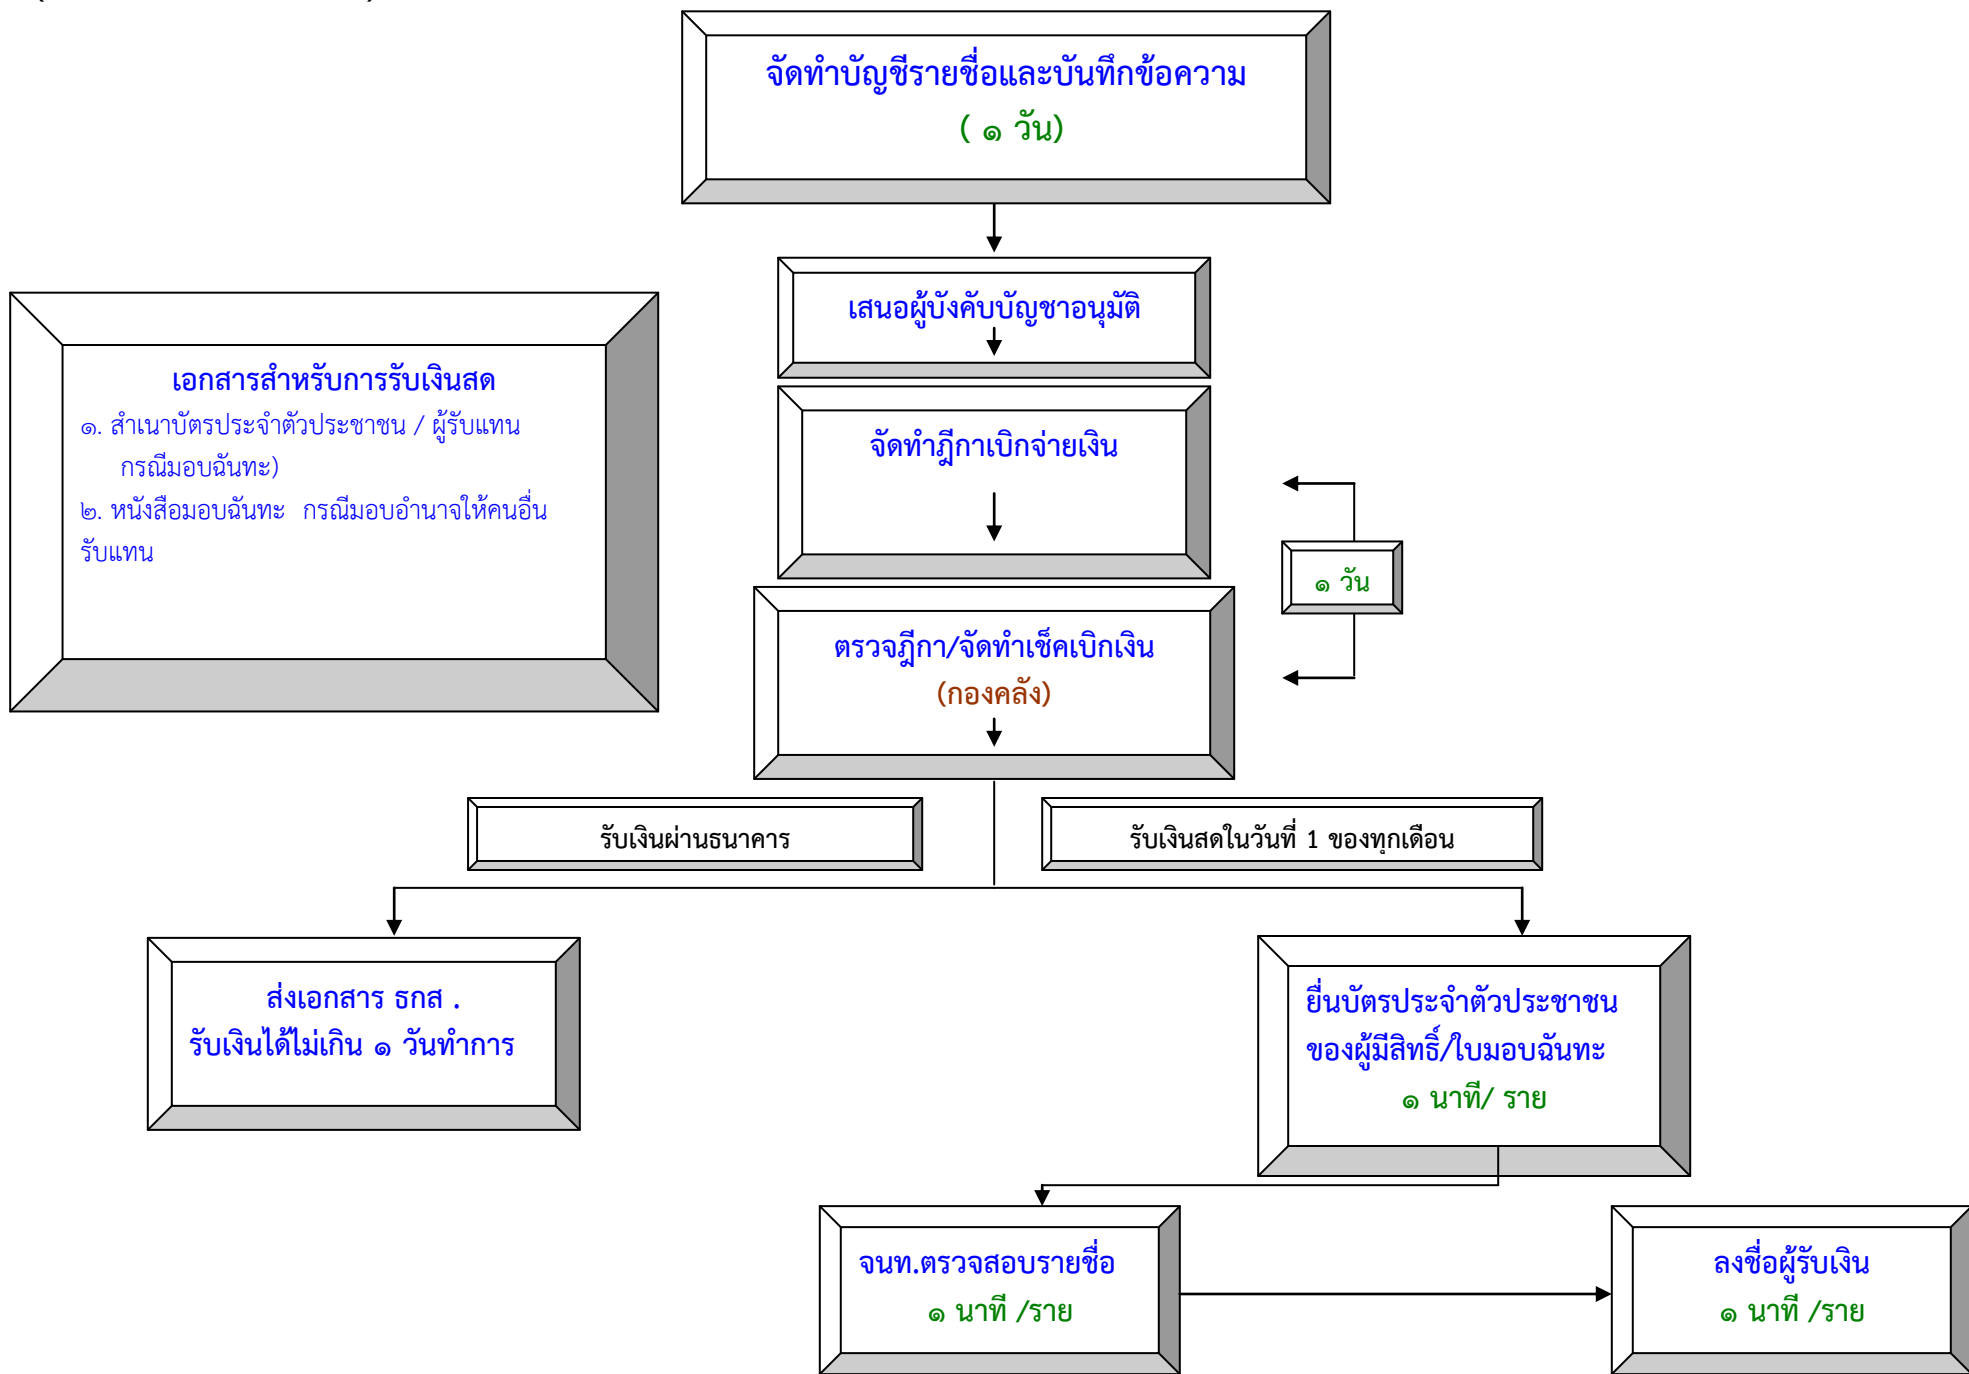 จัดทำบัญชีรายชื่อและบันทึกข้อความ
( ๑ วัน)
เสนอผู้บังคับบัญชาอนุมัติ
เอกสารสำหรับการรับเงินสด
๑. สำเนาบัตรประจำตัวประชาชน / ผู้รับแทน
กรณีมอบฉันทะ)
๒. หนังสือมอบฉันทะ กรณีมอบอำนาจให้คนอื่น
รับแทน
จัดทำฎีกาเบิกจ่ายเงิน
๑ วัน
ตรวจฎีกา/จัดทำเช็คเบิกเงิน
(กองคลัง)
รับเงินผ่านธนาคาร
รับเงินสดในวันที่ 1 ของทุกเดือน
ส่งเอกสาร ธกส .
รับเงินได้ไม่เกิน ๑ วันทำการ
ยื่นบัตรประจำตัวประชาชน
ของผู้มีสิทธิ์/ใบมอบฉันทะ
๑ นาที/ ราย
จนท.ตรวจสอบรายชื่อ
๑ นาที /ราย
ลงชื่อผู้รับเงิน
๑ นาที /ราย